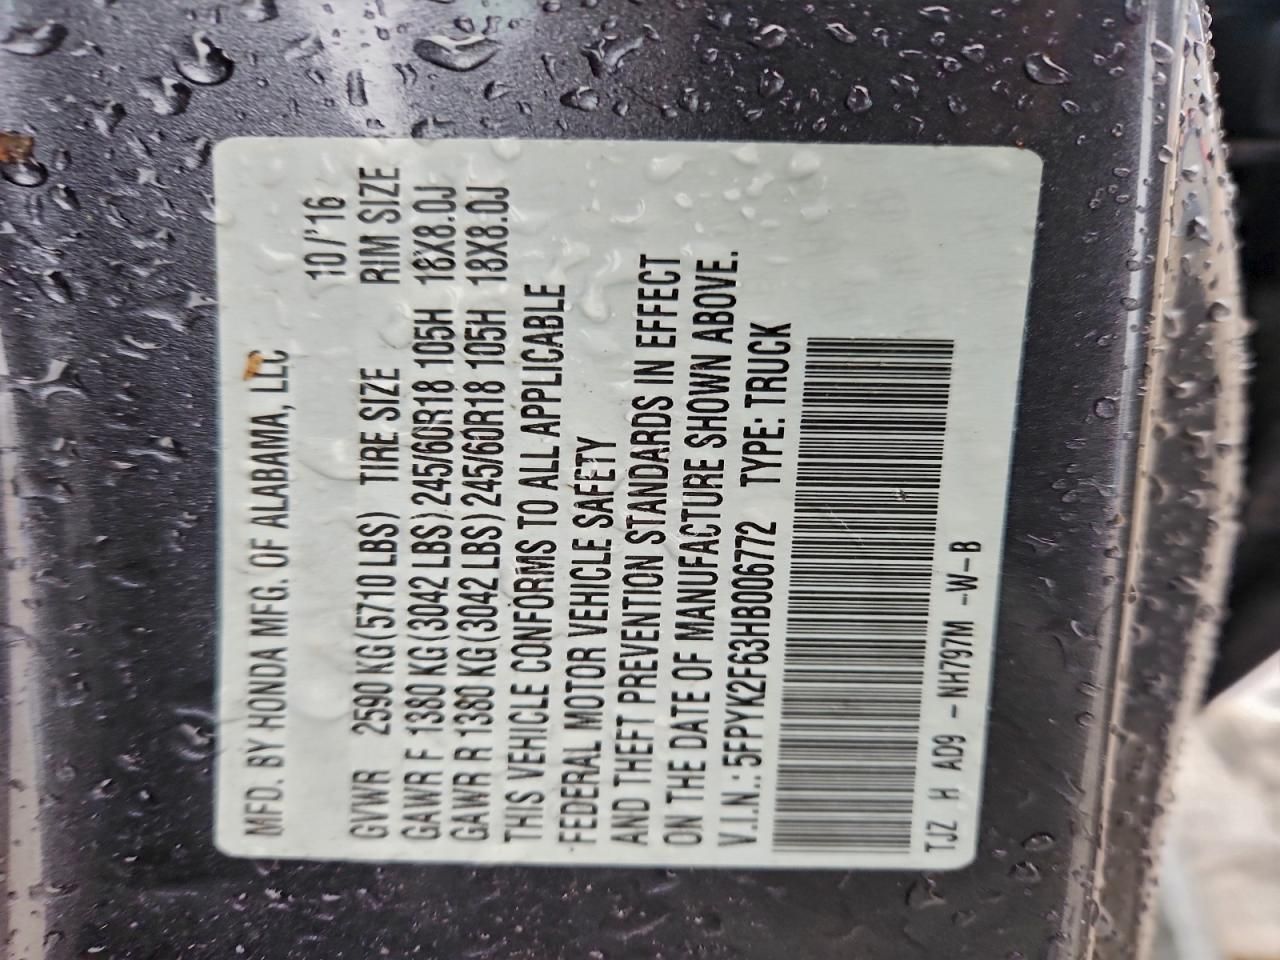 MFD. BY HONDA MFG. OF ALABAMA, LLC
10/'16
GVWR 2590 KG(5710 LBS) TIRE SIZE RIM SIZE
GAWR F 1380 KG(3042 LBS)245/60R18 105H 18X8.0J
GAWR R 1380 KG(3042 LBS)245/60R18 105H 18X8.0J
THIS VEHICLE CONFORMS TO ALL APPLICABLE
FEDERAL MOTOR VEHICLE SAFETY
AND THEFT PREVENTION STANDARDS IN EFFECT
ON THE DATE OF MANUFACTURE SHOWN ABOVE.
V.I.N.: 5FPYK2F63HB006772 TYPE: TRUCK
TJZ H AD9 -NH797M -W-B